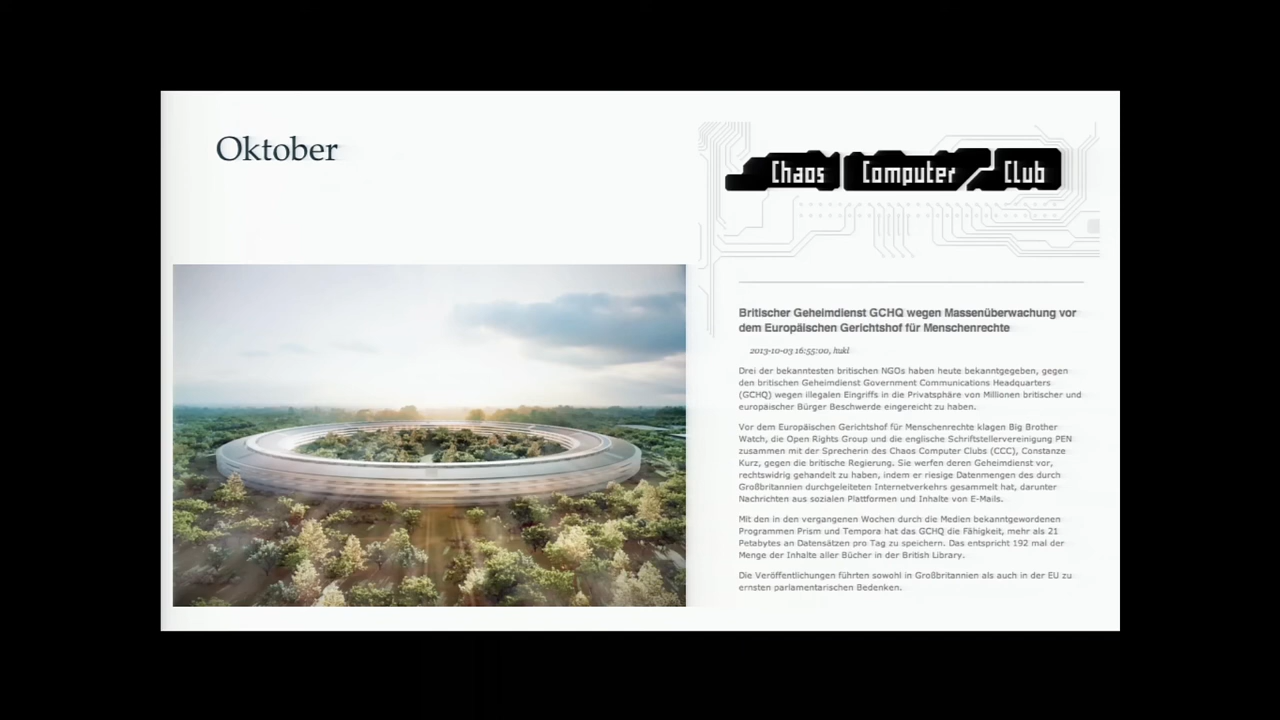 Oktober
Chaos Computer Club
Britischer Geheimdienst GCHQ wegen Massenüberwachung vor
dem Europäischen Gerichtshof für Menschenrechte
2013-10-03 16:55:00, hukl
Drei der bekanntesten britischen NGOs haben heute bekanntgegeben, gegen
den britischen Geheimdienst Government Communications Headquarters
(GCHQ) wegen illegalen Eingriffs in die Privatsphäre von Millionen britischer und
europäischer Bürger Beschwerde eingereicht zu haben.
Vor dem Europäischen Gerichtshof für Menschenrechte klagen Big Brother
Watch, die Open Rights Group und die englische Schriftstellervereinigung PEN
zusammen mit der Sprecherin des Chaos Computer Clubs (CCC), Constanze
Kurz, gegen die britische Regierung. Sie werfen deren Geheimdienst vor,
rechtswidrig gehandelt zu haben, indem er riesige Datenmengen des durch
Großbritannien durchgeleiteten Internetverkehrs gesammelt hat, darunter
Nachrichten aus sozialen Plattformen und Inhalte von E-Mails.
Mit den in den vergangenen Wochen durch die Medien bekanntgewordenen
Programmen Prism und Tempora hat das GCHQ die Fähigkeit, mehr als 21
Petabytes an Datensätzen pro Tag zu speichern. Das entspricht 192 mal der
Menge der Inhalte aller Bücher in der British Library.
Die Veröffentlichungen führten sowohl in Großbritannien als auch in der EU zu
ernsten parlamentarischen Bedenken.